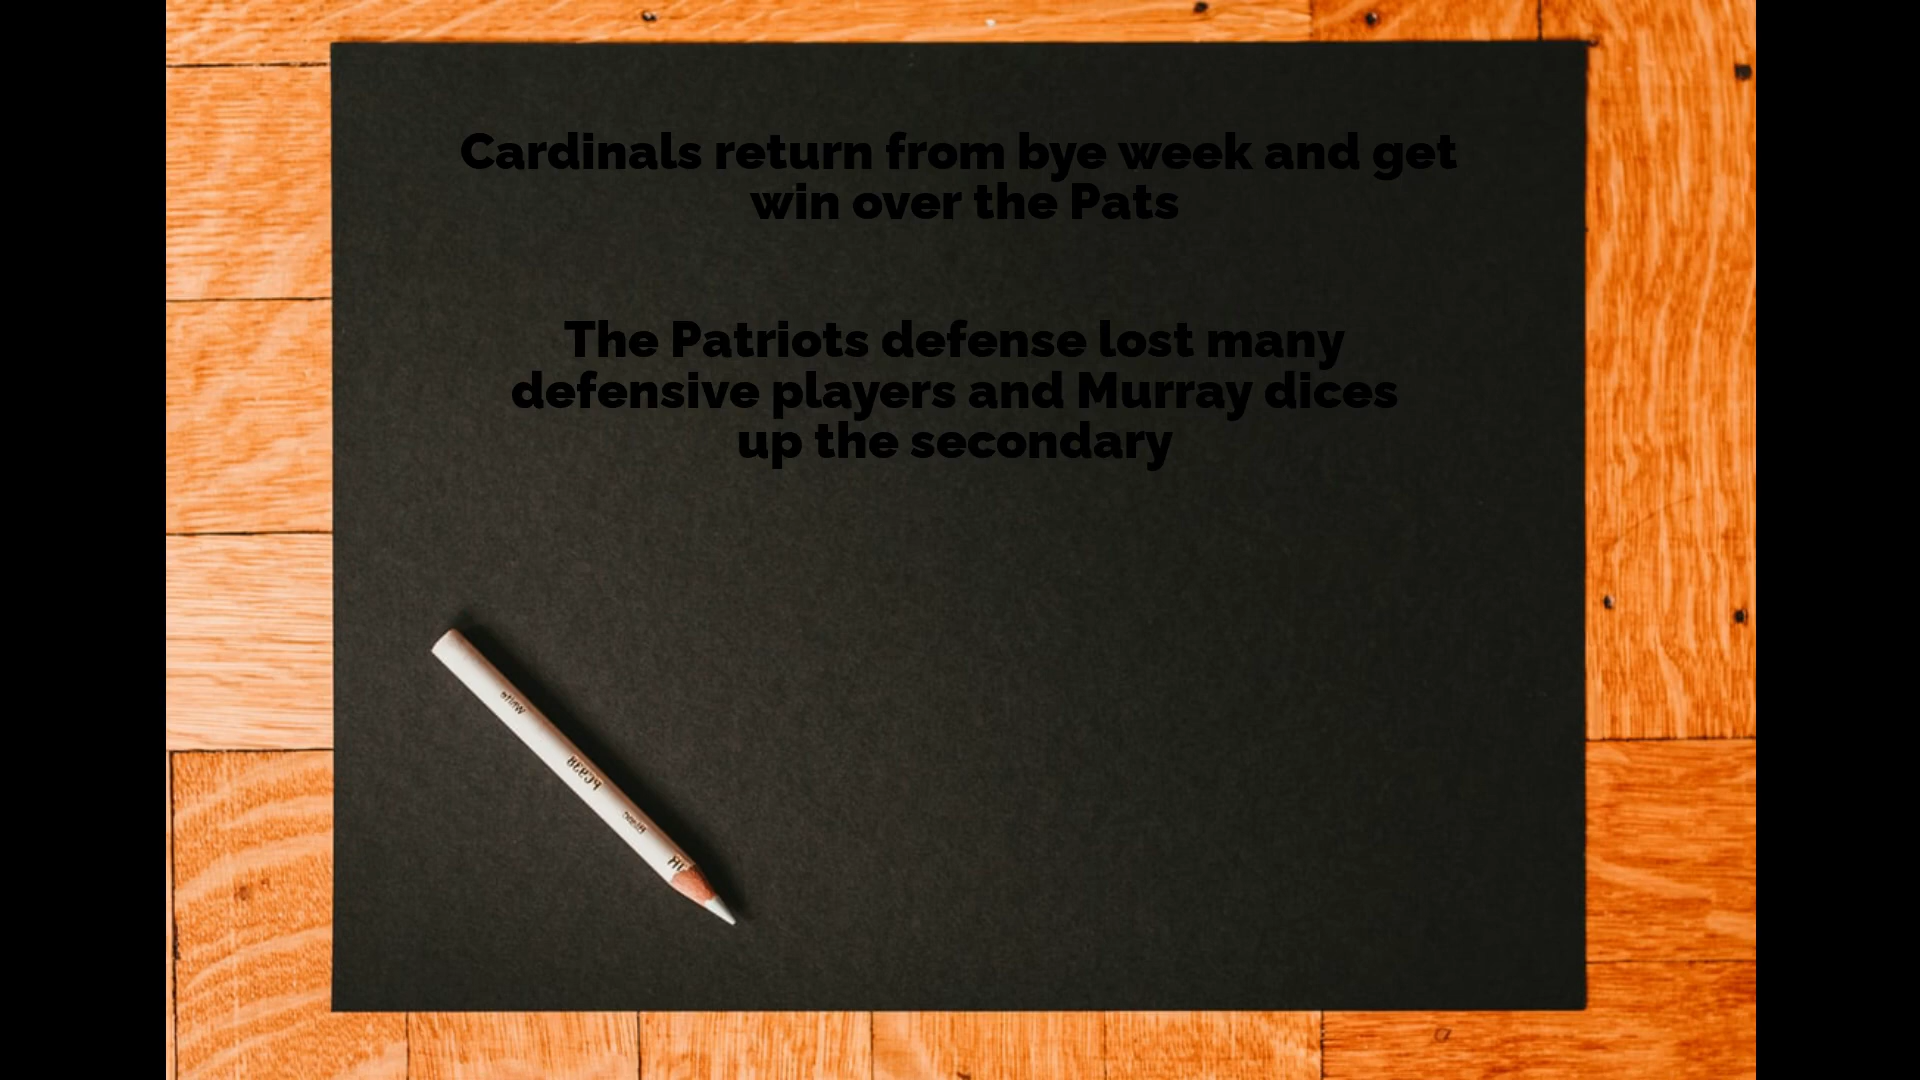 Cardinals return from bye week and get
win over the Pats
The Patriots defense lost many
defensive players and Murray dices
up the secondary